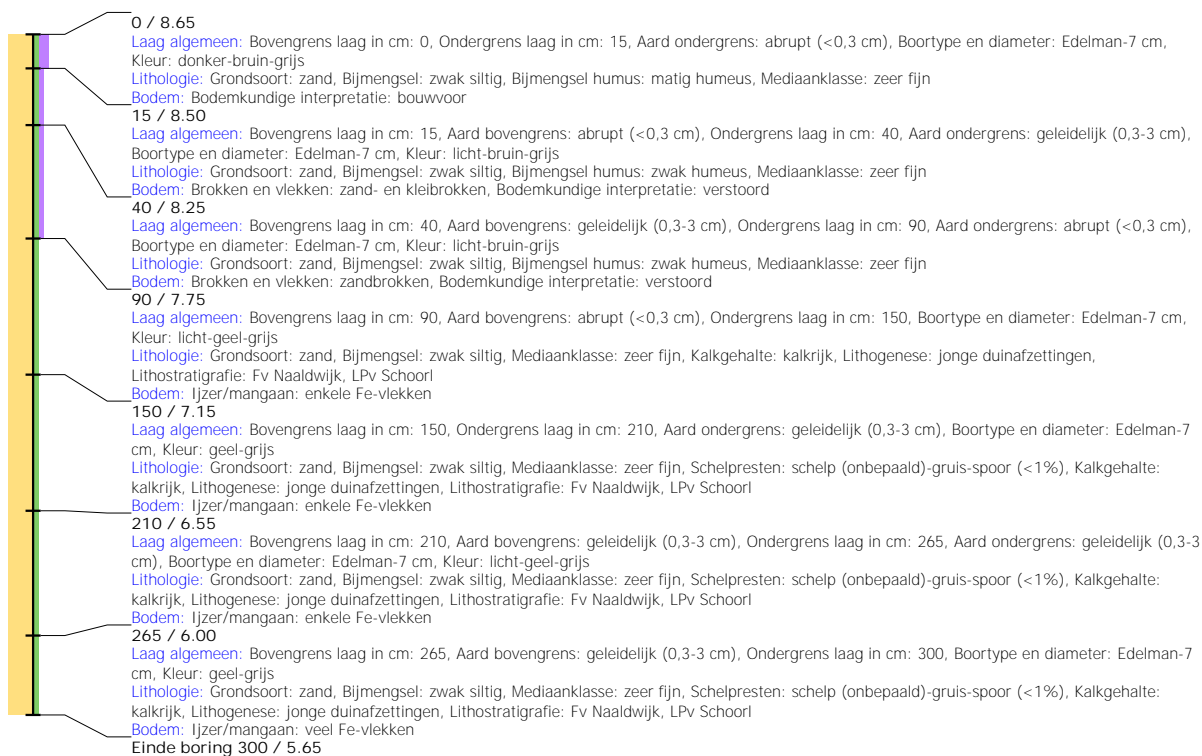 0 / 8.65
Laag algemeen: Bovengrens laag in cm: 0, Ondergrens laag in cm: 15, Aard ondergrens: abrupt (<0,3 cm), Boortype en diameter: Edelman-7 cm,
Kleur: donker-bruin-grijs
Lithologie: Grondsoort: zand, Bijmengsel: zwak siltig, Bijmengsel humus: matig humeus, Mediaanklasse: zeer fijn
Bodem: Bodemkundige interpretatie: bouwvoor
15 / 8.50
Laag algemeen: Bovengrens laag in cm: 15, Aard bovengrens: abrupt (<0,3 cm), Ondergrens laag in cm: 40, Aard ondergrens: geleidelijk (0,3-3 cm),
Boortype en diameter: Edelman-7 cm, Kleur: licht-bruin-grijs
Lithologie: Grondsoort: zand, Bijmengsel: zwak siltig, Bijmengsel humus: zwak humeus, Mediaanklasse: zeer fijn
Bodem: Brokken en vlekken: zand- en kleibrokken, Bodemkundige interpretatie: verstoord
40 / 8.25
Laag algemeen: Bovengrens laag in cm: 40, Aard bovengrens: geleidelijk (0,3-3 cm), Ondergrens laag in cm: 90, Aard ondergrens: abrupt (<0,3 cm),
Boortype en diameter: Edelman-7 cm, Kleur: licht-bruin-grijs
Lithologie: Grondsoort: zand, Bijmengsel: zwak siltig, Bijmengsel humus: zwak humeus, Mediaanklasse: zeer fijn
Bodem: Brokken en vlekken: zandbrokken, Bodemkundige interpretatie: verstoord
90 / 7.75
Laag algemeen: Bovengrens laag in cm: 90, Aard bovengrens: abrupt (<0,3 cm), Ondergrens laag in cm: 150, Boortype en diameter: Edelman-7 cm,
Kleur: licht-geel-grijs
Lithologie: Grondsoort: zand, Bijmengsel: zwak siltig, Mediaanklasse: zeer fijn, Kalkgehalte: kalkrijk, Lithogenese: jonge duinafzettingen,
Lithostratigrafie: Fv Naaldwijk, LPv Schoorl
Bodem: Ijzer/mangaan: enkele Fe-vlekken
150 / 7.15
Laag algemeen: Bovengrens laag in cm: 150, Ondergrens laag in cm: 210, Aard ondergrens: geleidelijk (0,3-3 cm), Boortype en diameter: Edelman-7
cm, Kleur: geel-grijs
Lithologie: Grondsoort: zand, Bijmengsel: zwak siltig, Mediaanklasse: zeer fijn, Schelpresten: schelp (onbepaald)-gruis-spoor (<1%), Kalkgehalte:
kalkrijk, Lithogenese: jonge duinafzettingen, Lithostratigrafie: Fv Naaldwijk, LPv Schoorl
Bodem: Ijzer/mangaan: enkele Fe-vlekken
210 / 6.55
Laag algemeen: Bovengrens laag in cm: 210, Aard bovengrens: geleidelijk (0,3-3 cm), Ondergrens laag in cm: 265, Aard ondergrens: geleidelijk (0,3-3
cm), Boortype en diameter: Edelman-7 cm, Kleur: licht-geel-grijs
Lithologie: Grondsoort: zand, Bijmengsel: zwak siltig, Mediaanklasse: zeer fijn, Schelpresten: schelp (onbepaald)-gruis-spoor (<1%), Kalkgehalte:
kalkrijk, Lithogenese: jonge duinafzettingen, Lithostratigrafie: Fv Naaldwijk, LPv Schoorl
Bodem: Ijzer/mangaan: enkele Fe-vlekken
265 / 6.00
Laag algemeen: Bovengrens laag in cm: 265, Aard bovengrens: geleidelijk (0,3-3 cm), Ondergrens laag in cm: 300, Boortype en diameter: Edelman-7
cm, Kleur: geel-grijs
Lithologie: Grondsoort: zand, Bijmengsel: zwak siltig, Mediaanklasse: zeer fijn, Schelpresten: schelp (onbepaald)-gruis-spoor (<1%), Kalkgehalte:
kalkrijk, Lithogenese: jonge duinafzettingen, Lithostratigrafie: Fv Naaldwijk, LPv Schoorl
Bodem: Ijzer/mangaan: veel Fe-vlekken
Einde boring 300 / 5.65